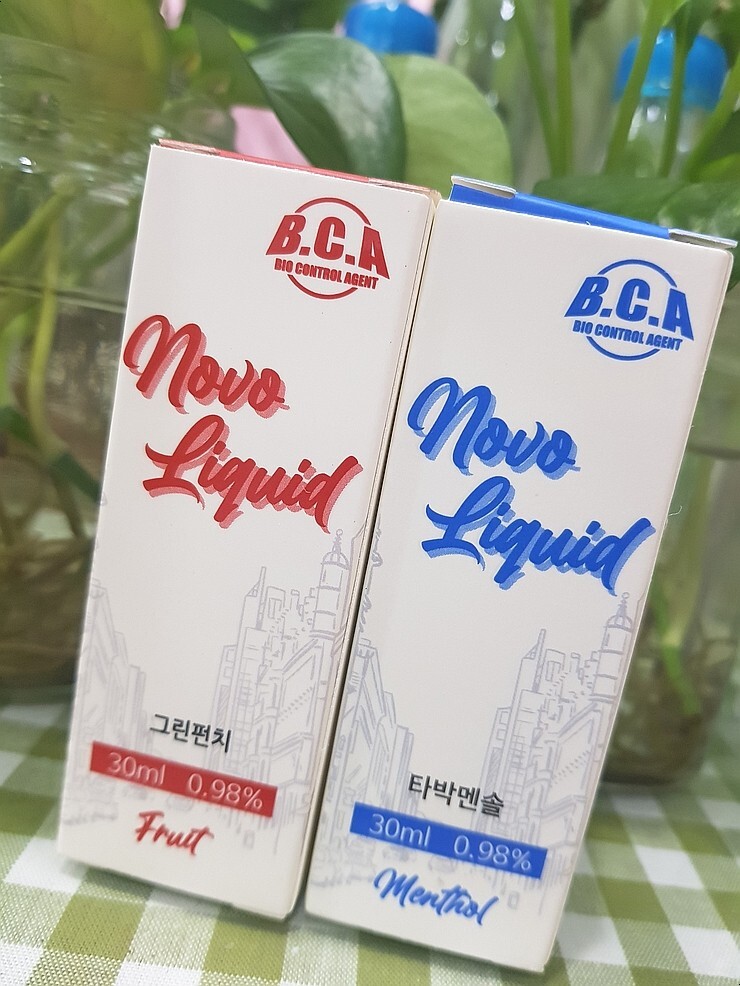 B.C.A
BIO CONTROL AGENT
Novo
Liquid
그린펀치
30ml 0.98%
Fruit
B.C.A
BIO CONTROL AGENT
Novo
Liquid
타박멘솔
30ml 0.98%
Menthol